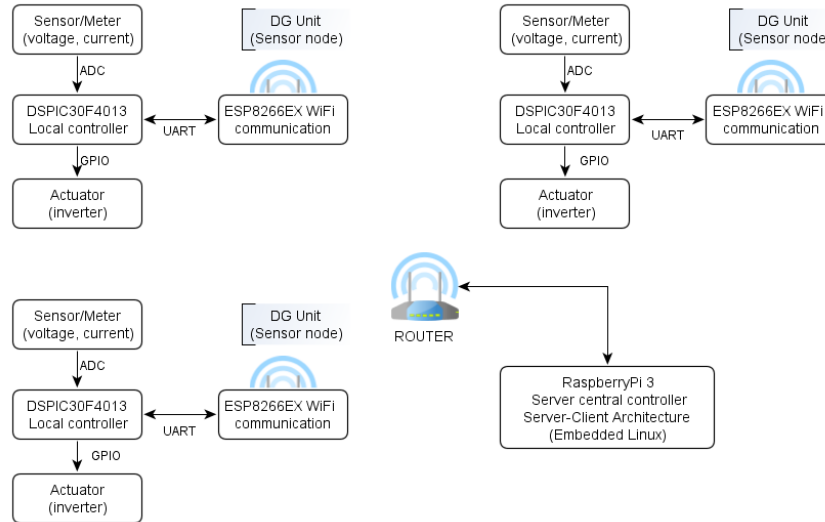 Sensor/Meter
(voltage, current)
DG Unit
(Sensor node)
ADC
DSPIC30F4013
Local controller
UART
ESP8266EX WiFi
communication
GPIO
Actuator
(inverter)
Sensor/Meter
(voltage, current)
DG Unit
(Sensor node
ADC
DSPIC30F4013
Local controller
UART
ESP8266EX WiFi
communication
GPIO
Actuator
(inverter)
ROUTER
Sensor/Meter
(voltage, current)
DG Unit
(Sensor node)
ADC
DSPIC30F4013
Local controller
UART
ESP8266EX WiFi
communication
GPIO
Actuator
(inverter)
RaspberryPi 3
Server central controller
Server-Client Architecture
(Embedded Linux)